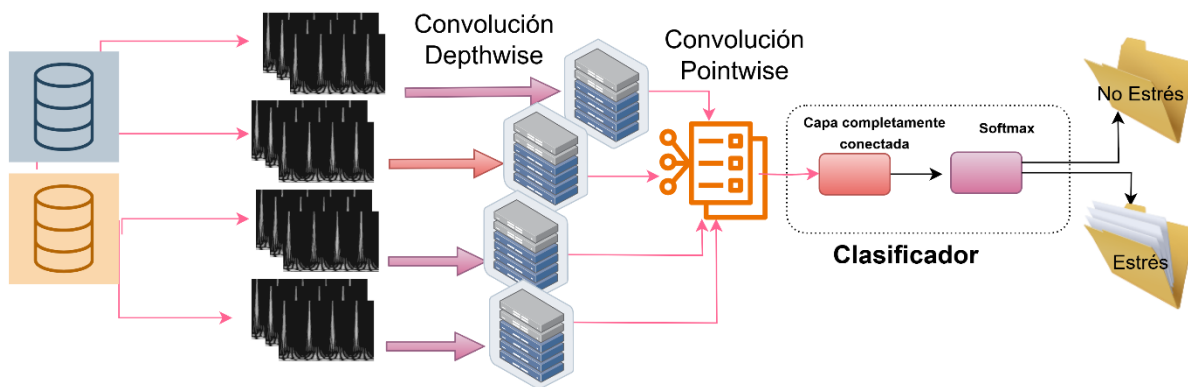 Convolución
Depthwise
Convolución
Pointwise
Capa completamente
conectada
Softmax
Clasificador
No Estrés
Estrés